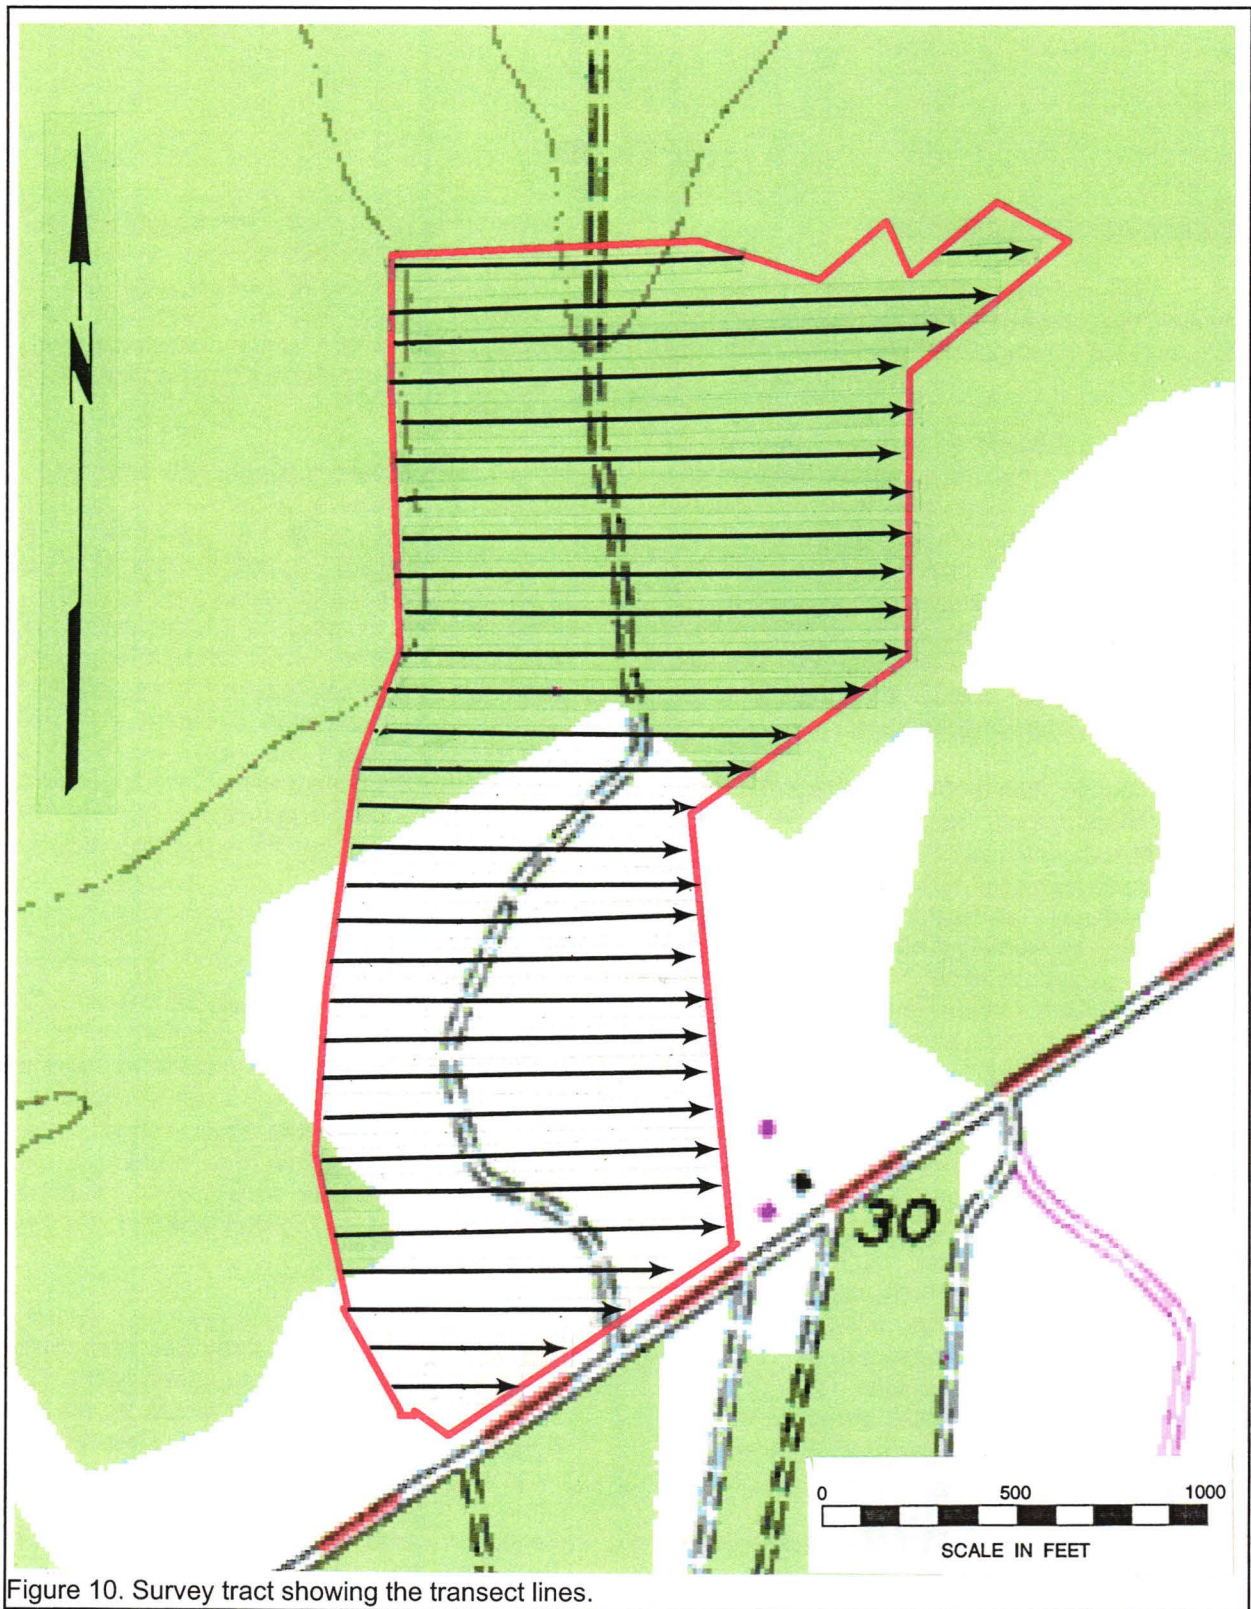 N
30
0 500 1000
SCALE IN FEET
Figure 10. Survey tract showing the transect lines.